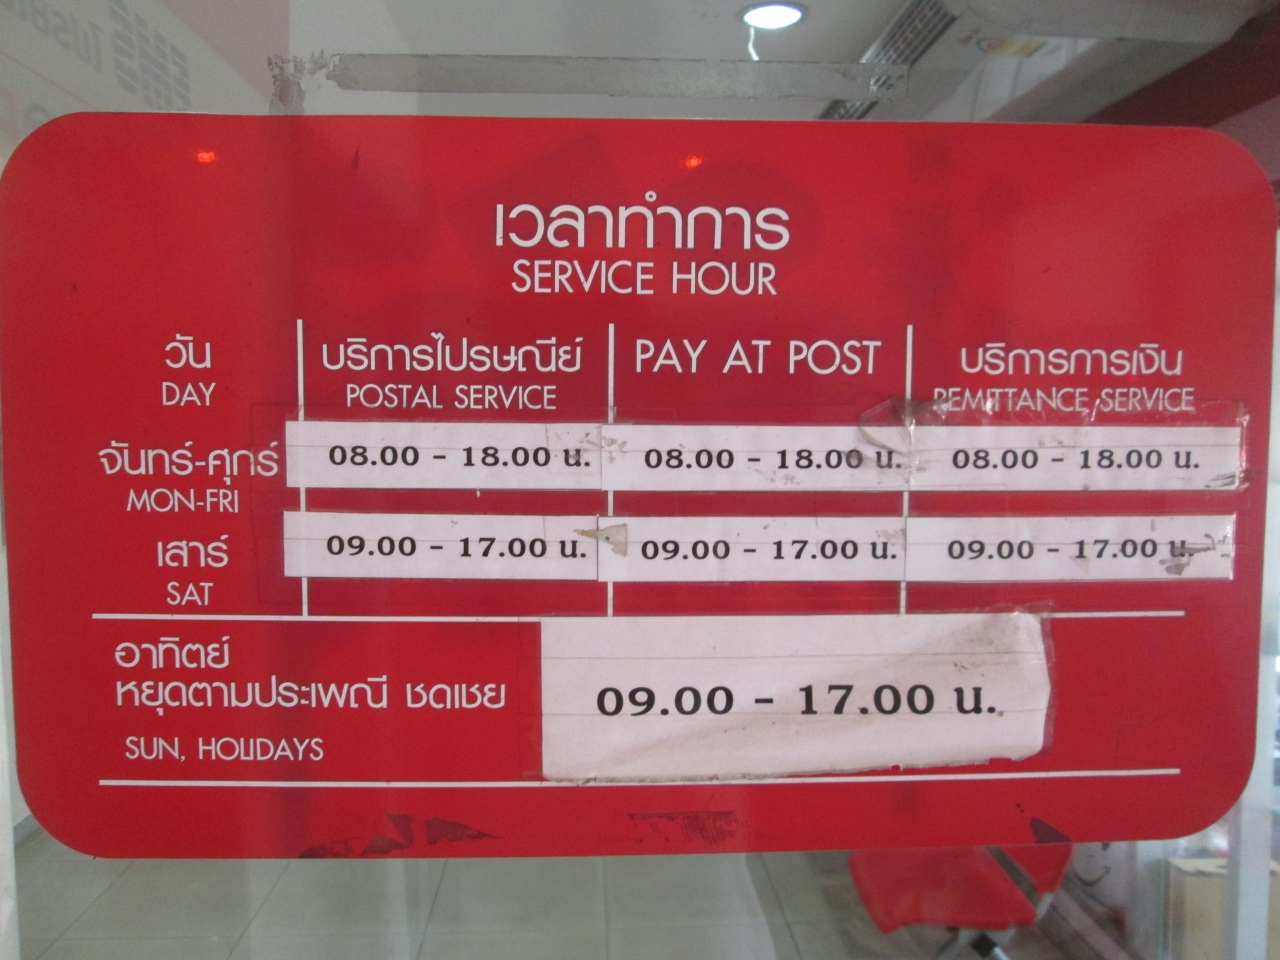 เวลาทำการ
SERVICE HOUR
วัน บริการไปรษณีย์ PAY AT POST บริการการเงิน
DAY POSTAL SERVICE REMITTANCE SERVICE
จันทร์-ศุกร์ 08.00 - 18.00 น. 08.00 - 18.00 น. 08.00 - 18.00 น.
MON-FRI
เสาร์ 09.00 - 17.00 น. 09.00 - 17.00 น. 09.00 - 17.00 น.
SAT
อาทิตย์
หยุดตามประเพณี ชดเชย 09.00 - 17.00 น.
SUN, HOLIDAYS